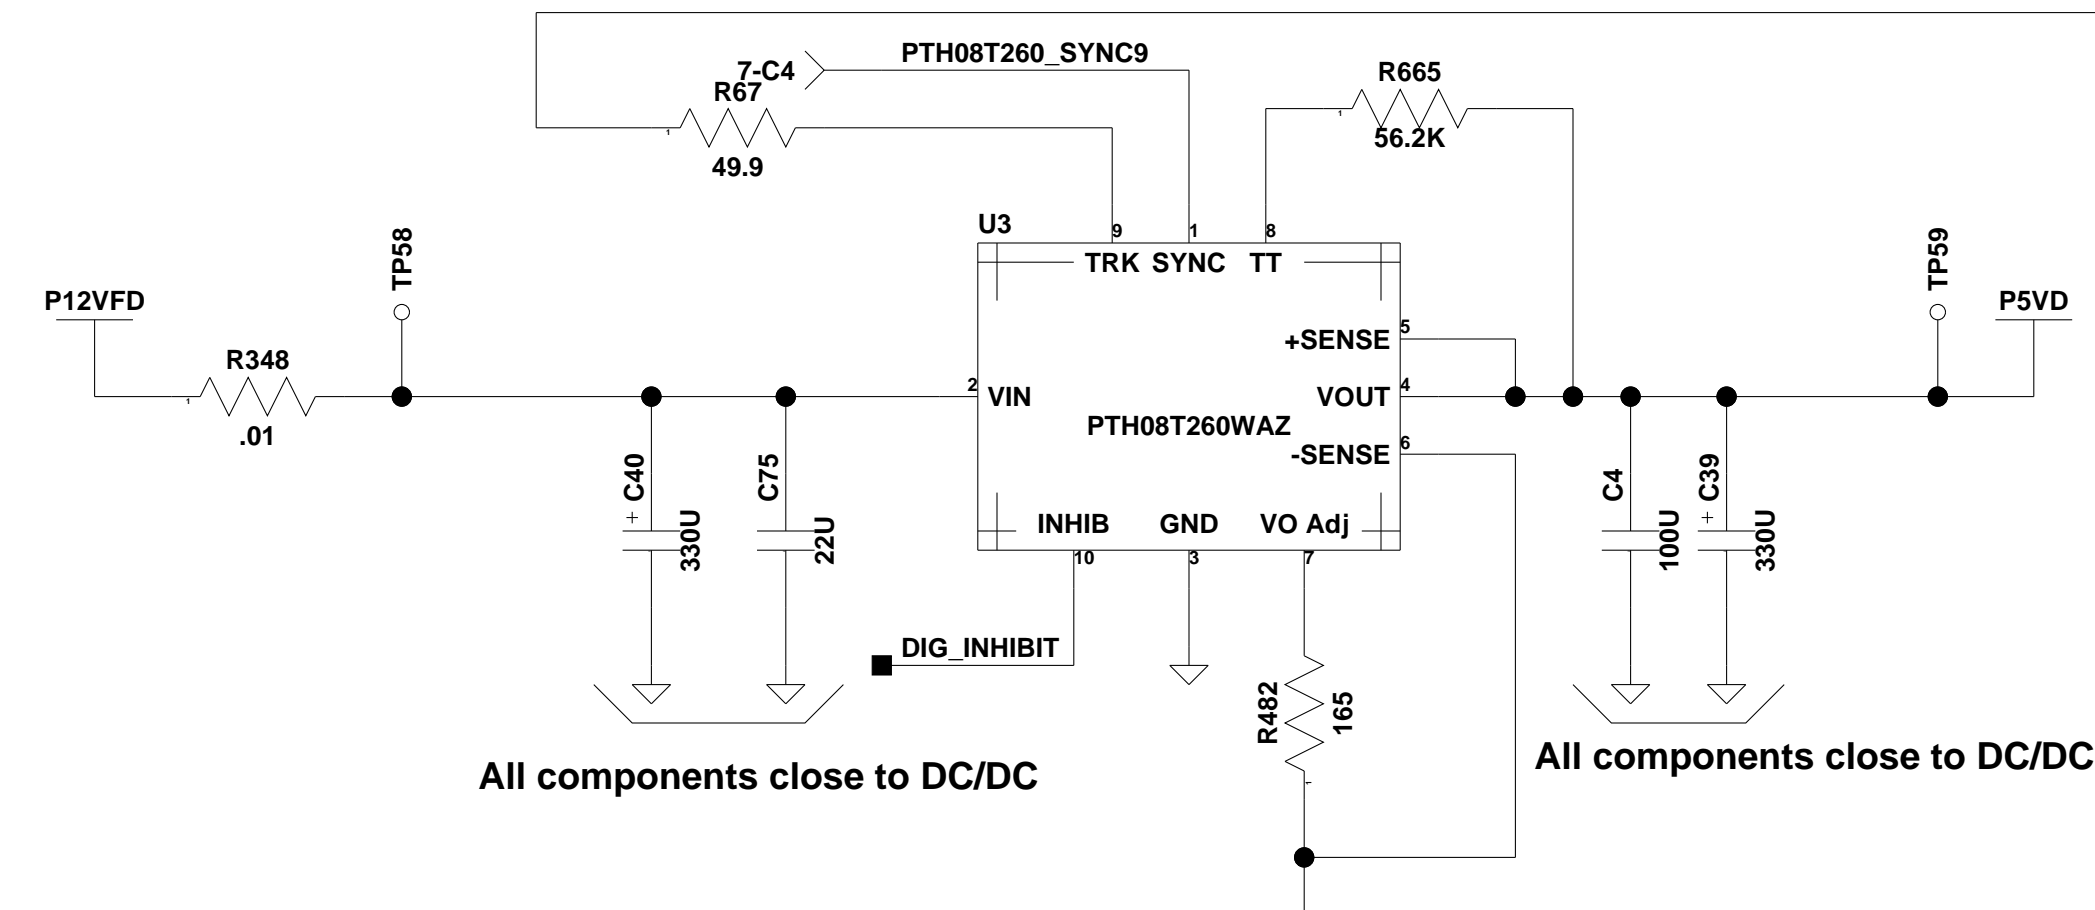 PTH08T260_SYNC9
7-C4
R67
1
49.9
R665
1
56.2K
U3
9
1
8
TRK SYNC TT
TP58
TP59
P12VFD
P5VD
R348
1
.01
5
+SENSE
2
VIN
4
VOUT
PTH08T260WAZ
6
-SENSE
+ C40
330U
C75
22U
C4
100U
+ C39
330U
INHIB GND VO Adj
10
3
7
DIG_INHIBIT
R482
165
1
All components close to DC/DC
All components close to DC/DC